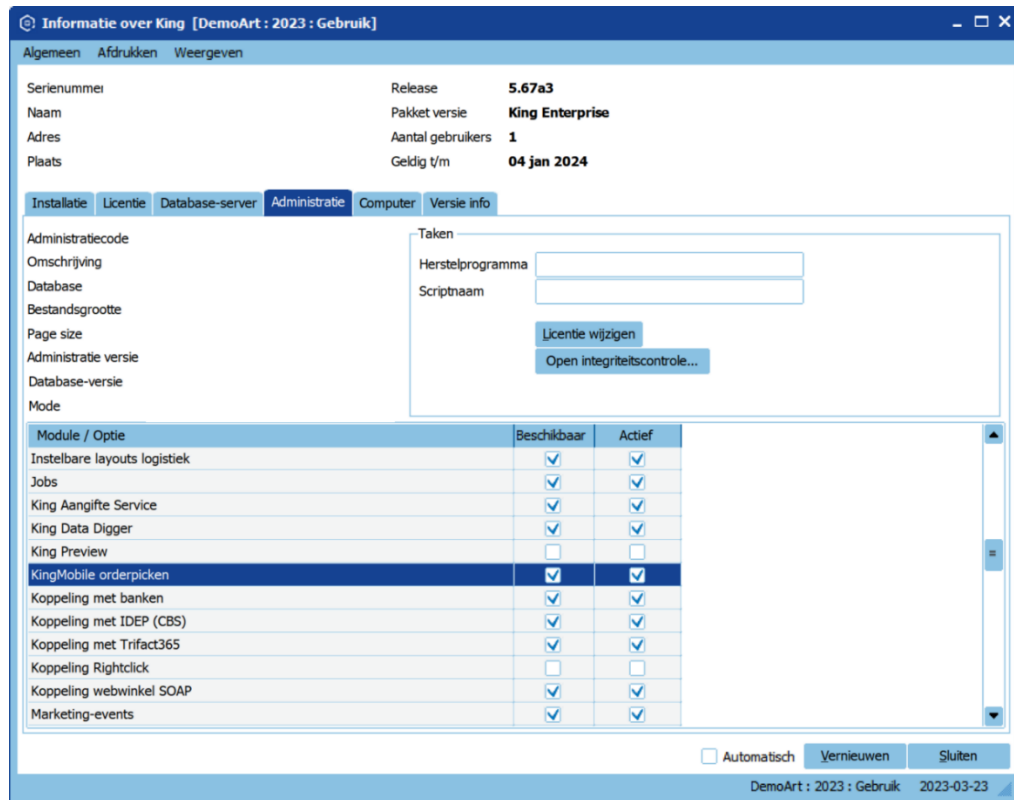 Informatie over King [DemoArt : 2023 : Gebruik]
Algemeen Afdrukken Weergeven
Serienummer Release 5.67a3
Naam Pakket versie King Enterprise
Adres Aantal gebruikers 1
Plaats Geldig t/m 04 jan 2024
Installatie Licentie Database-server Administratie Computer Versie info
Administratiecode
Omschrijving
Database
Bestandsgrootte
Page size
Administratie versie
Database-versie
Mode
Taken
Herstelprogramma
Scriptnaam
Licentie wijzigen
Open integriteitscontrole...
Module / Optie Beschikbaar Actief
Instelbare layouts logistiek
Jobs
King Aangifte Service
King Data Digger
King Preview
KingMobile orderpicken
Koppeling met banken
Koppeling met IDEP (CBS)
Koppeling met Trifact365
Koppeling Rightclick
Koppeling webwinkel SOAP
Marketing-events
Automatisch Vernieuwen Sluiten
DemoArt : 2023 : Gebruik 2023-03-23